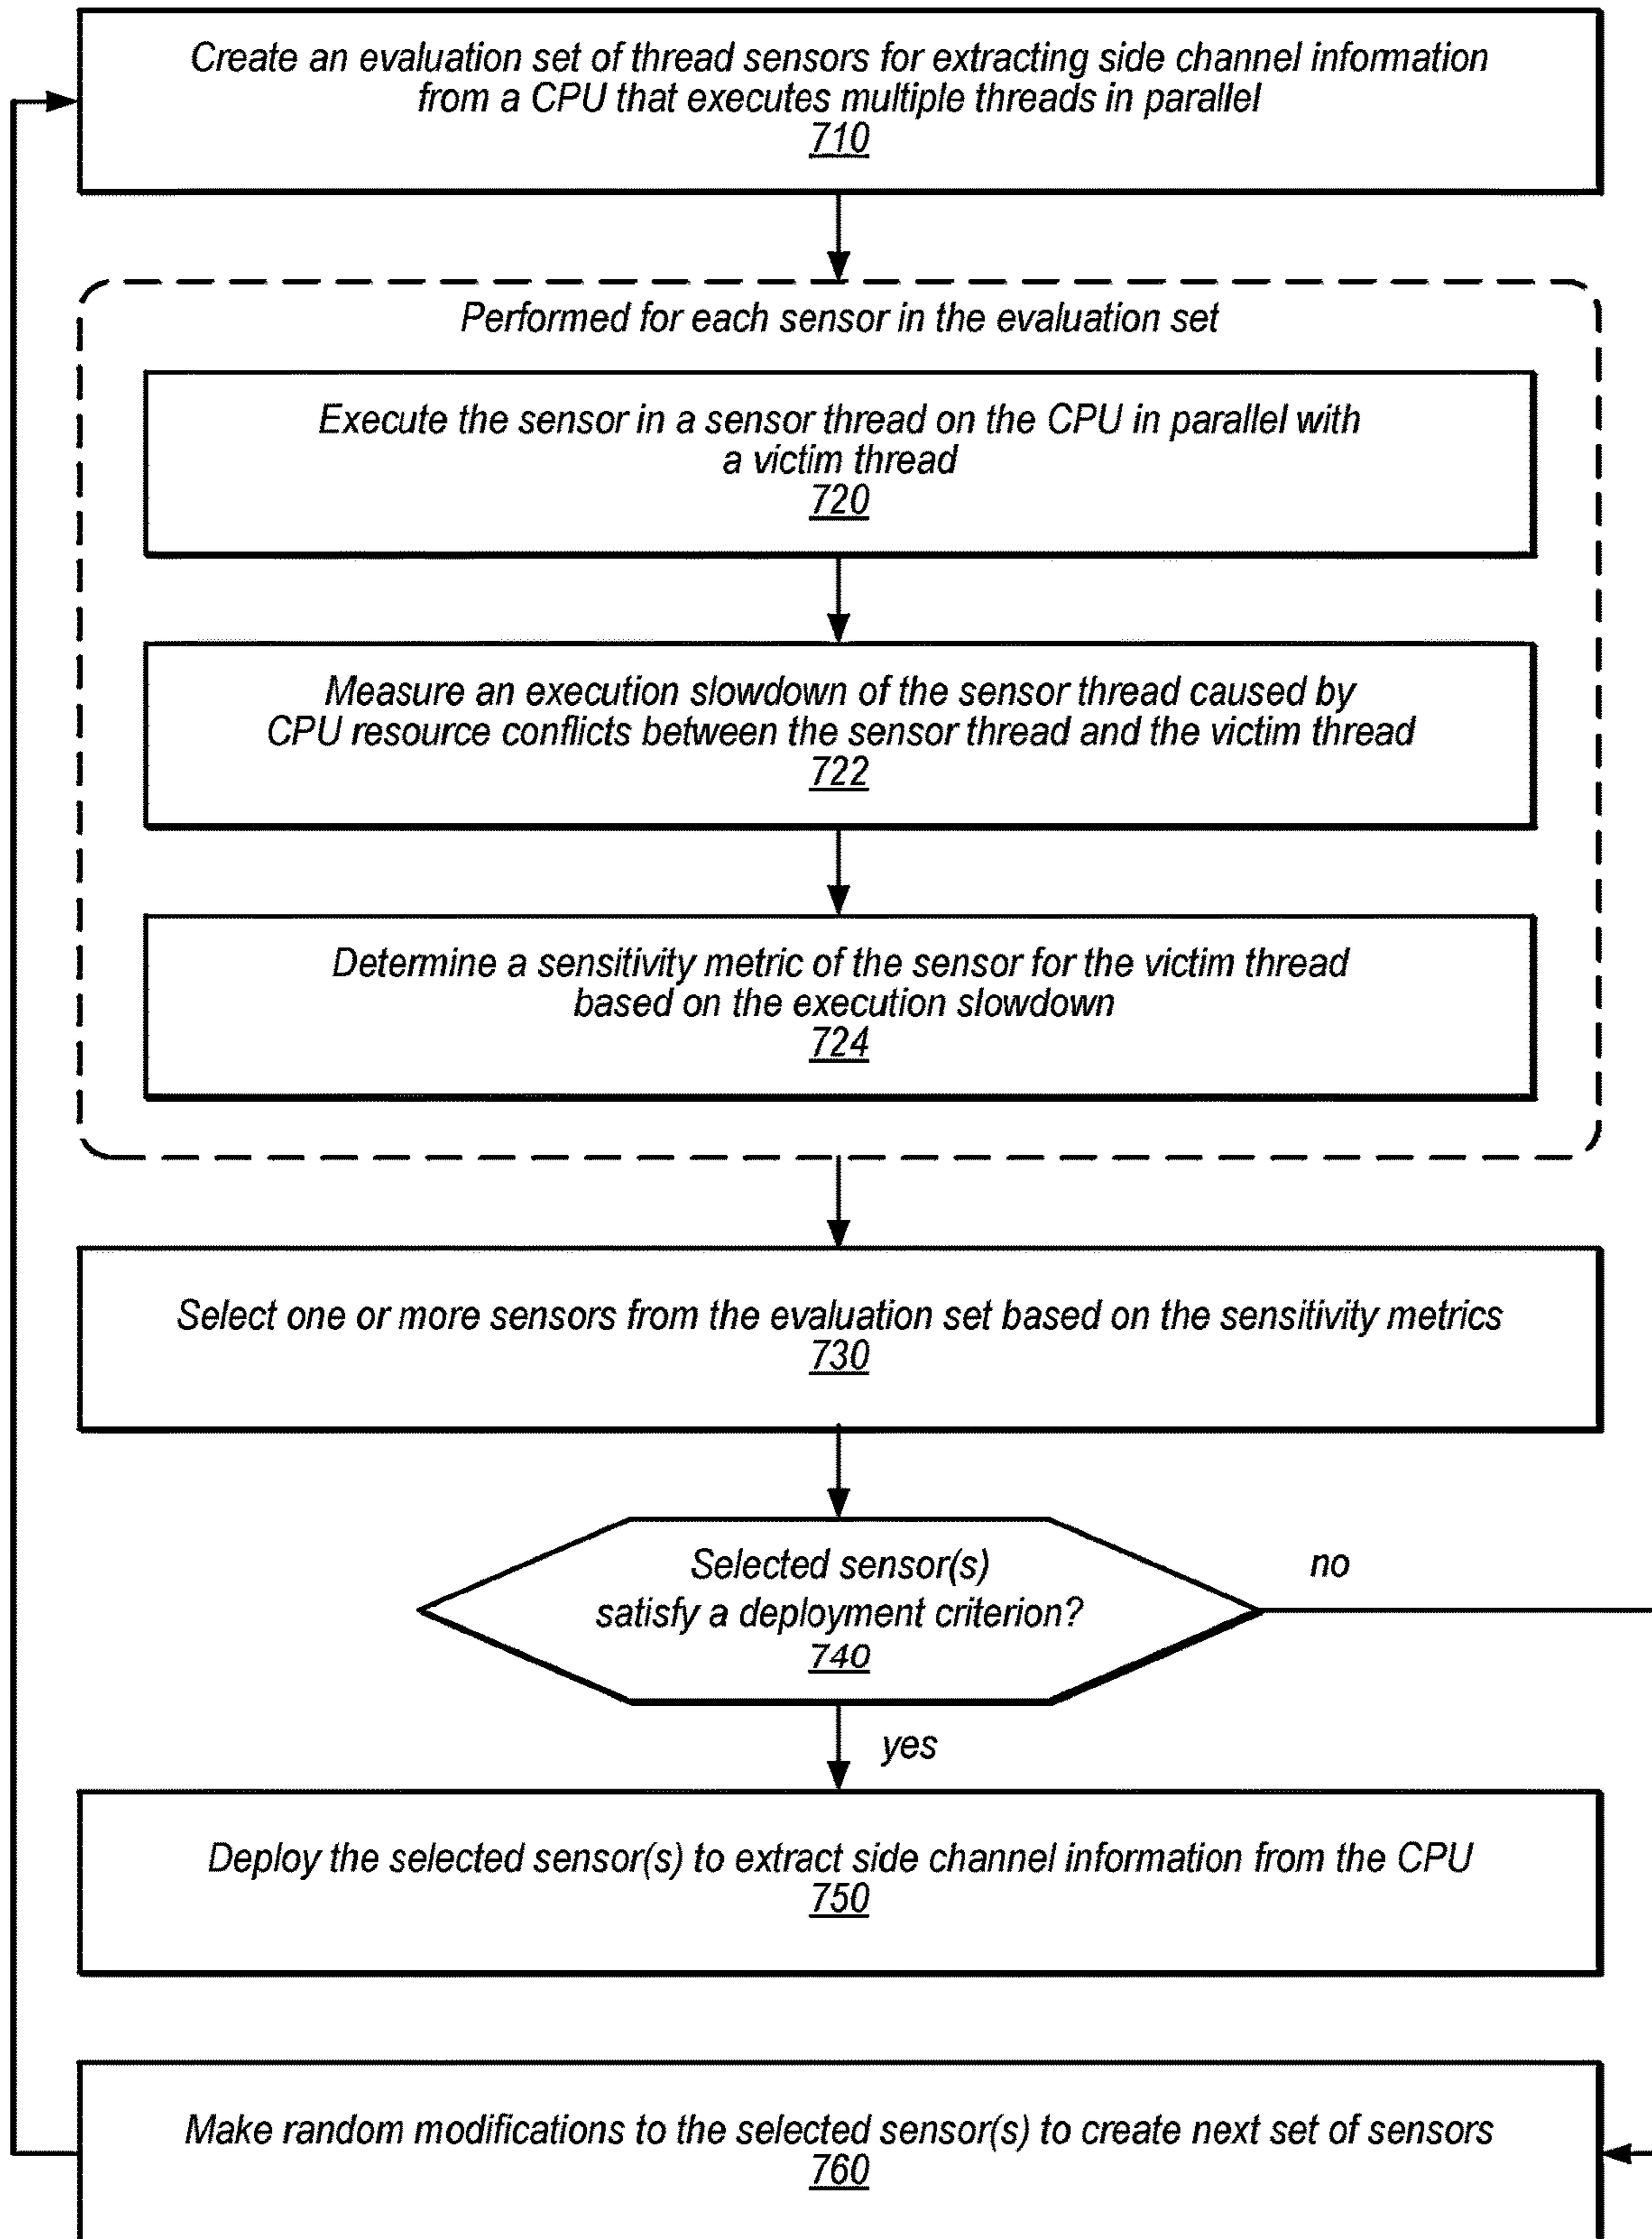 Create an evaluation set of thread sensors for extracting side channel information
from a CPU that executes multiple threads in parallel
710
Performed for each sensor in the evaluation set
Execute the sensor in a sensor thread on the CPU in parallel with
a victim thread
720
Measure an execution slowdown of the sensor thread caused by
CPU resource conflicts between the sensor thread and the victim thread
722
Determine a sensitivity metric of the sensor for the victim thread
based on the execution slowdown
724
Select one or more sensors from the evaluation set based on the sensitivity metrics
730
Selected sensor(s)
satisfy a deployment criterion?
740
no
yes
Deploy the selected sensor(s) to extract side channel information from the CPU
750
Make random modifications to the selected sensor(s) to create next set of sensors
760